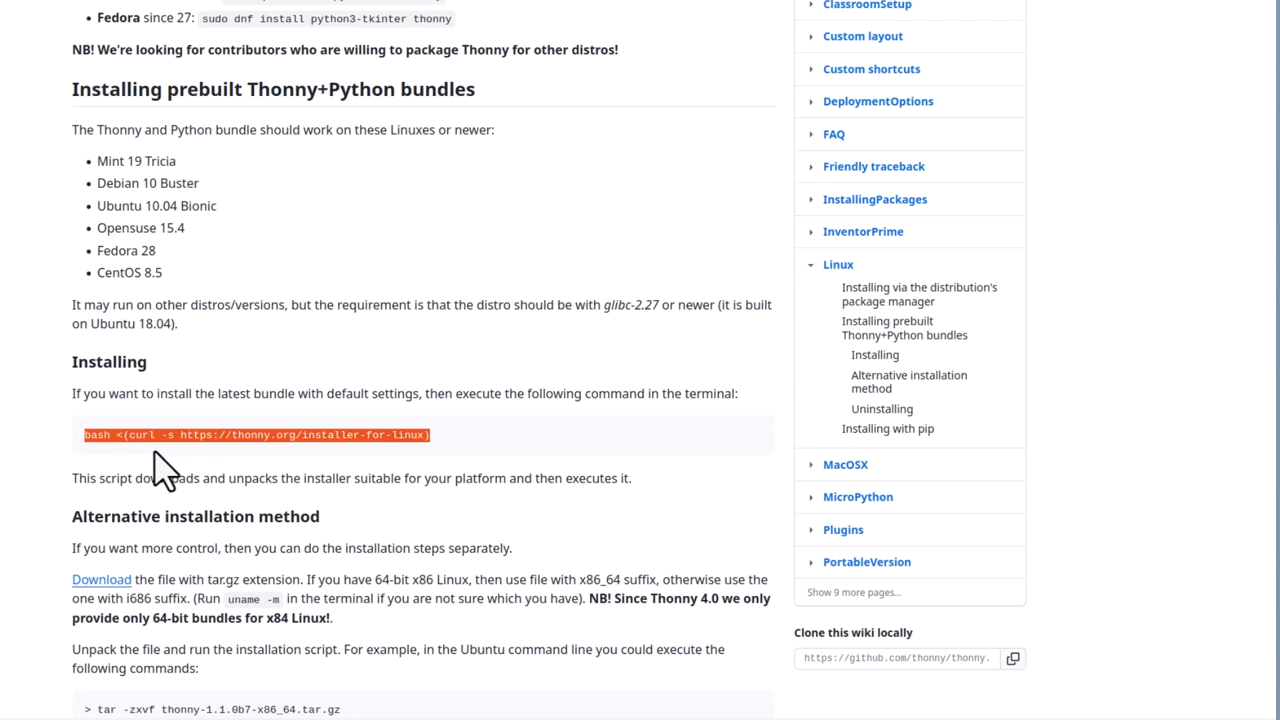 • Fedora since 27: sudo dnf install python3-tkinter thonny
NB! We're looking for contributors who are willing to package Thonny for other distros!
Installing prebuilt Thonny+Python bundles
The Thonny and Python bundle should work on these Linuxes or newer:
• Mint 19 Tricia
• Debian 10 Buster
• Ubuntu 10.04 Bionic
• Opensuse 15.4
• Fedora 28
• CentOS 8.5
It may run on other distros/versions, but the requirement is that the distro should be with glibc-2.27 or newer (it is built
on Ubuntu 18.04).
Installing
If you want to install the latest bundle with default settings, then execute the following command in the terminal:
bash <(curl -s https://thonny.org/installer-for-linux)
This script downloads and unpacks the installer suitable for your platform and then executes it.
Alternative installation method
If you want more control, then you can do the installation steps separately.
Download the file with tar.gz extension. If you have 64-bit x86 Linux, then use file with x86_64 suffix, otherwise use the
one with i686 suffix. (Run uname -m in the terminal if you are not sure which you have). NB! Since Thonny 4.0 we only
provide only 64-bit bundles for x84 Linux!.
Unpack the file and run the installation script. For example, in the Ubuntu command line you could execute the
following commands:
> tar -zxvf thonny-1.1.0b7-x86_64.tar.gz
ClassroomSetup
Custom layout
Custom shortcuts
DeploymentOptions
FAQ
Friendly traceback
InstallingPackages
InventorPrime
Linux
Installing via the distribution's
package manager
Installing prebuilt
Thonny+Python bundles
Installing
Alternative installation
method
Uninstalling
Installing with pip
MacOSX
MicroPython
Plugins
PortableVersion
Show 9 more pages...
Clone this wiki locally
https://github.com/thonny/thonny.